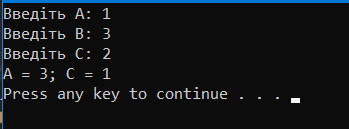 Введіть А: 1
Введіть В: 3
Введіть С: 2
А = 3; С = 1
Press any key to continue . . .